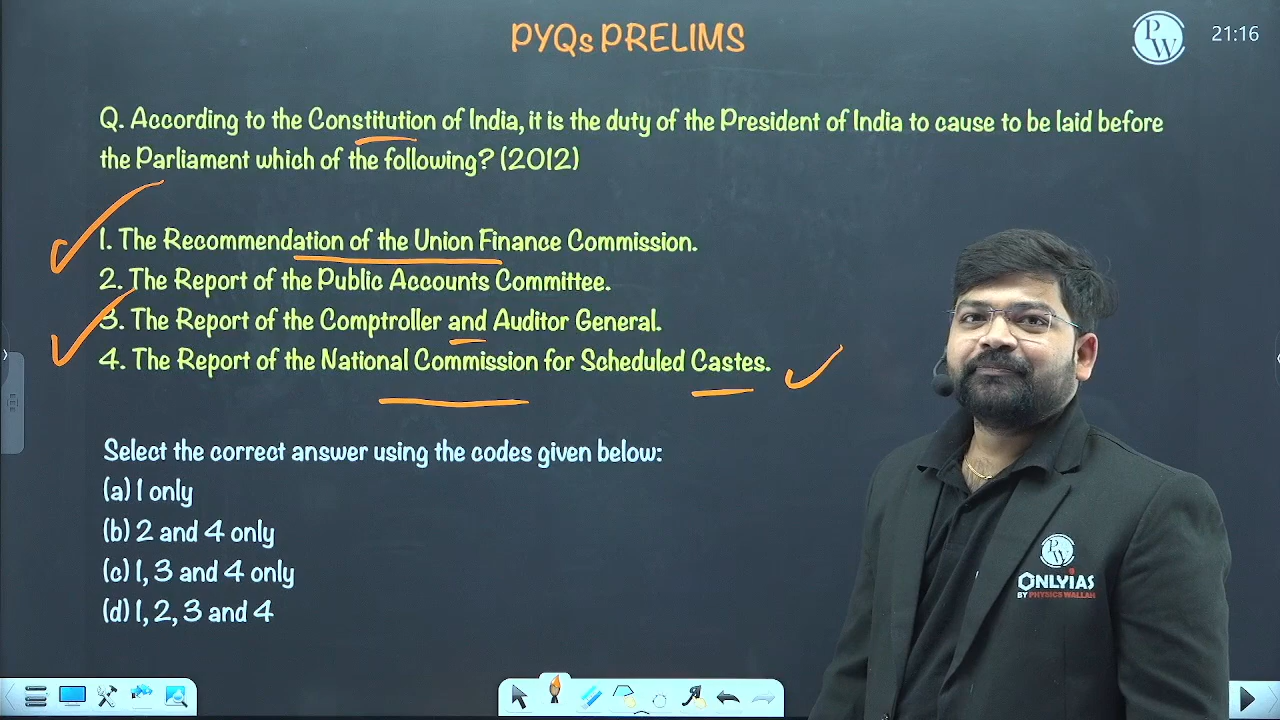 PYQs PRELIMS
PW
21:16
Q. According to the Constitution of India, it is the duty of the President of India to cause to be laid before
the Parliament which of the following? (2012)
1. The Recommendation of the Union Finance Commission.
2. The Report of the Public Accounts Committee.
3. The Report of the Comptroller and Auditor General.
4. The Report of the National Commission for Scheduled Castes.
Select the correct answer using the codes given below:
(a) 1 only
(b) 2 and 4 only
(c) 1, 3 and 4 only
(d) 1, 2, 3 and 4
PW
ONLYIAS
BY PHYSICS WALLAH